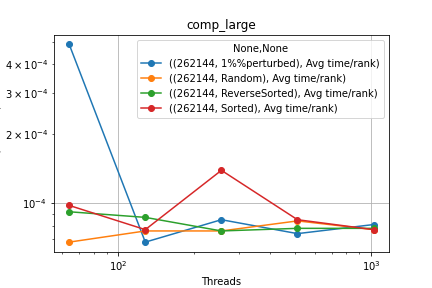 comp_large
None,None
((262144, 1%%perturbed), Avg time/rank)
((262144, Random), Avg time/rank)
((262144, ReverseSorted), Avg time/rank)
((262144, Sorted), Avg time/rank)
4 × 10⁻⁴
3 × 10⁻⁴
2 × 10⁻⁴
10⁻⁴
10² 10³
Threads